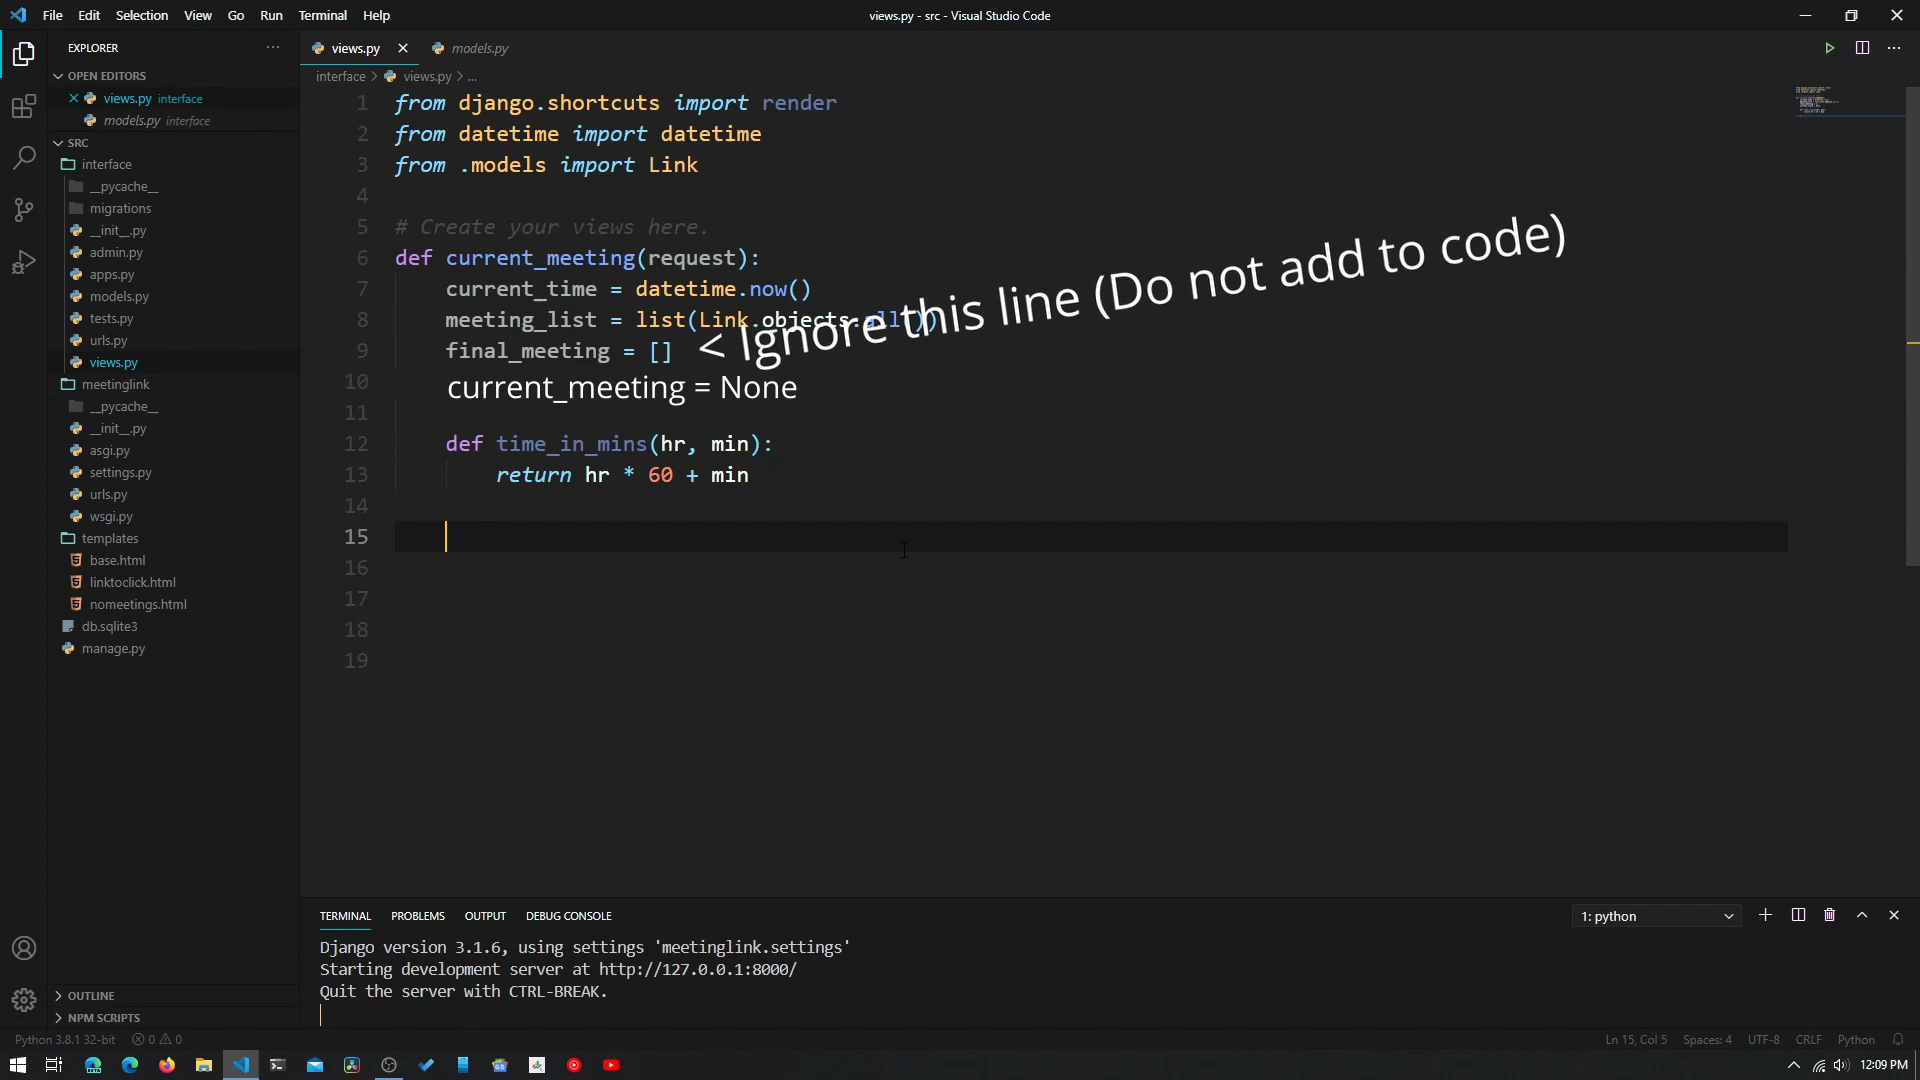 File Edit Selection View Go Run Terminal Help
views.py - src - Visual Studio Code
EXPLORER
OPEN EDITORS
views.py interface
models.py interface
SRC
interface
__pycache__
migrations
__init__.py
admin.py
apps.py
models.py
tests.py
urls.py
views.py
meetinglink
__pycache__
__init__.py
asgi.py
settings.py
urls.py
wsgi.py
templates
base.html
linktoclick.html
nomeetings.html
db.sqlite3
manage.py
OUTLINE
NPM SCRIPTS
views.py
models.py
interface > views.py > ...
1 from django.shortcuts import render
2 from datetime import datetime
3 from .models import Link
4
5 # Create your views here.
6 def current_meeting(request):
7 current_time = datetime.now()
8 meeting_list = list(Link.objects.all())
9 final_meeting = []
< Ignore this line (Do not add to code)
10 current_meeting = None
11
12 def time_in_mins(hr, min):
13 return hr * 60 + min
14
15
16
17
18
19
TERMINAL PROBLEMS OUTPUT DEBUG CONSOLE
1: python
Django version 3.1.6, using settings 'meetinglink.settings'
Starting development server at http://127.0.0.1:8000/
Quit the server with CTRL-BREAK.
Python 3.8.1 32-bit 0 0
Ln 15, Col 5 Spaces: 4 UTF-8 CRLF Python
12:09 PM